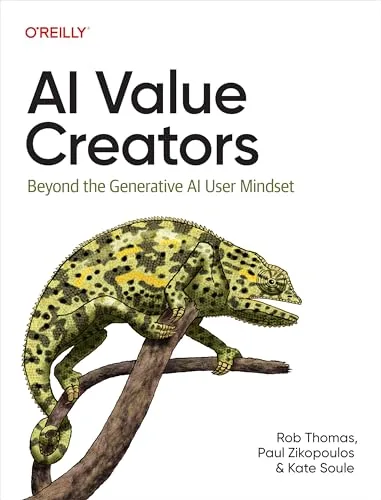 O'REILLY®
AI Value
Creators
Beyond the Generative AI User Mindset
Rob Thomas,
Paul Zikopoulos
& Kate Soule